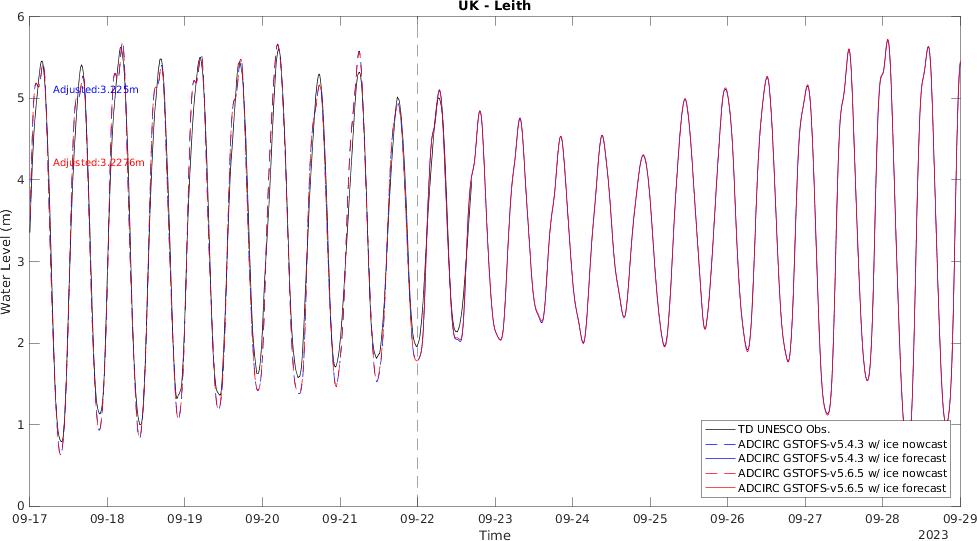 UK - Leith
6
5
4
3
2
1
0
Water Level (m)
Adjusted:3.225m
Adjusted:3.2276m
TD UNESCO Obs.
ADCIRC GSTOFS-v5.4.3 w/ ice nowcast
ADCIRC GSTOFS-v5.4.3 w/ ice forecast
ADCIRC GSTOFS-v5.6.5 w/ ice nowcast
ADCIRC GSTOFS-v5.6.5 w/ ice forecast
09-17 09-18 09-19 09-20 09-21 09-22 09-23 09-24 09-25 09-26 09-27 09-28 09-29
Time
2023